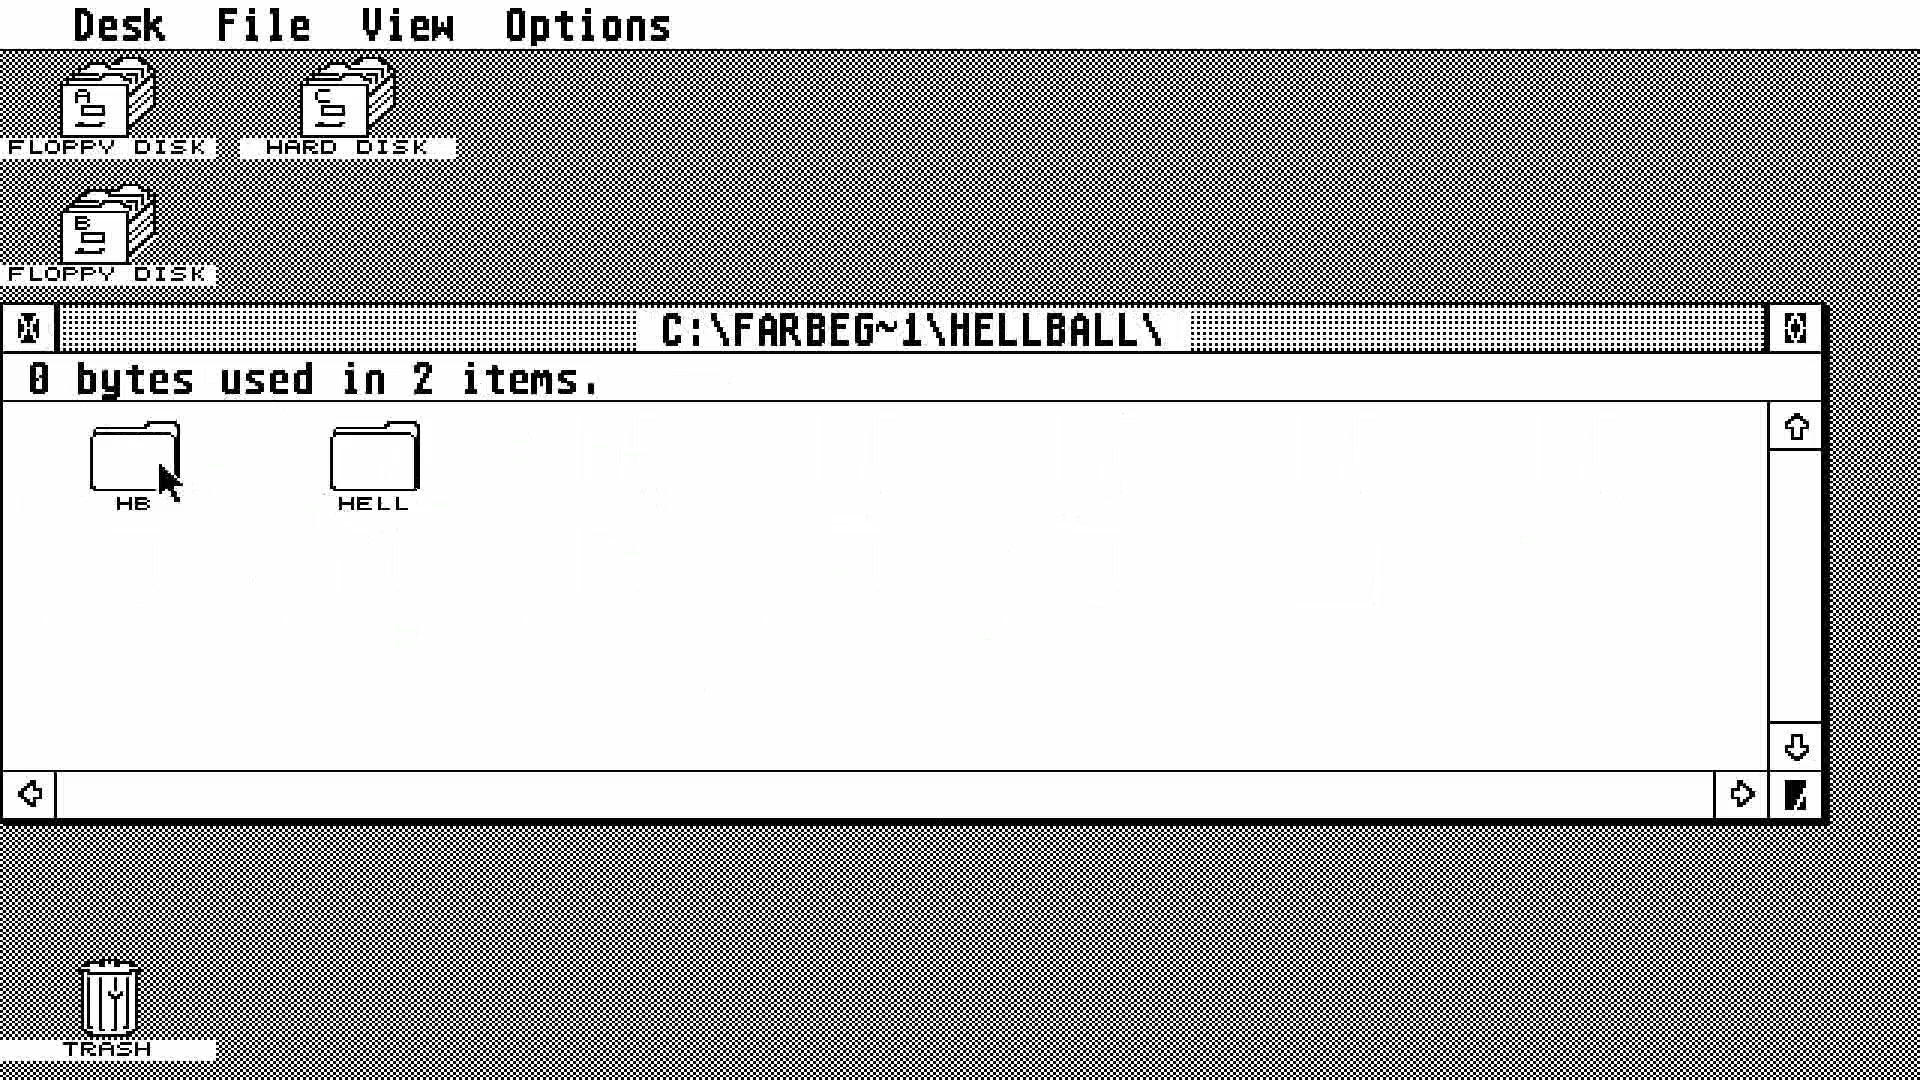 Desk File View Options
A
FLOPPY DISK
C
HARD DISK
B
FLOPPY DISK
C:\FARBEG~1\HELLBALL\
0 bytes used in 2 items.
HB
HELL
TRASH